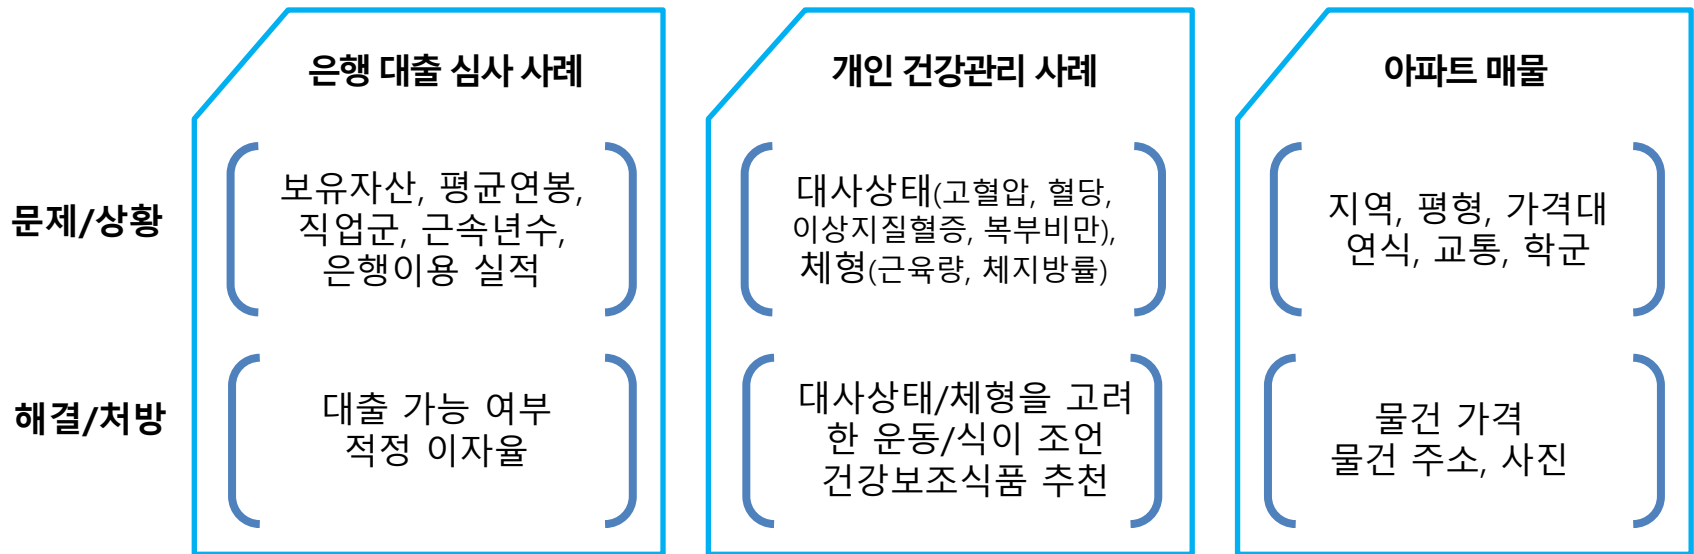 은행 대출 심사 사례
개인 건강관리 사례
아파트 매물
문제/상황
보유자산, 평균연봉,
직업군, 근속년수,
은행이용 실적
대사상태(고혈압, 혈당,
이상지질혈증, 복부비만),
체형(근육량, 체지방률)
지역, 평형, 가격대
연식, 교통, 학군
해결/처방
대출 가능 여부
적정 이자율
대사상태/체형을 고려
한 운동/식이 조언
건강보조식품 추천
물건 가격
물건 주소, 사진